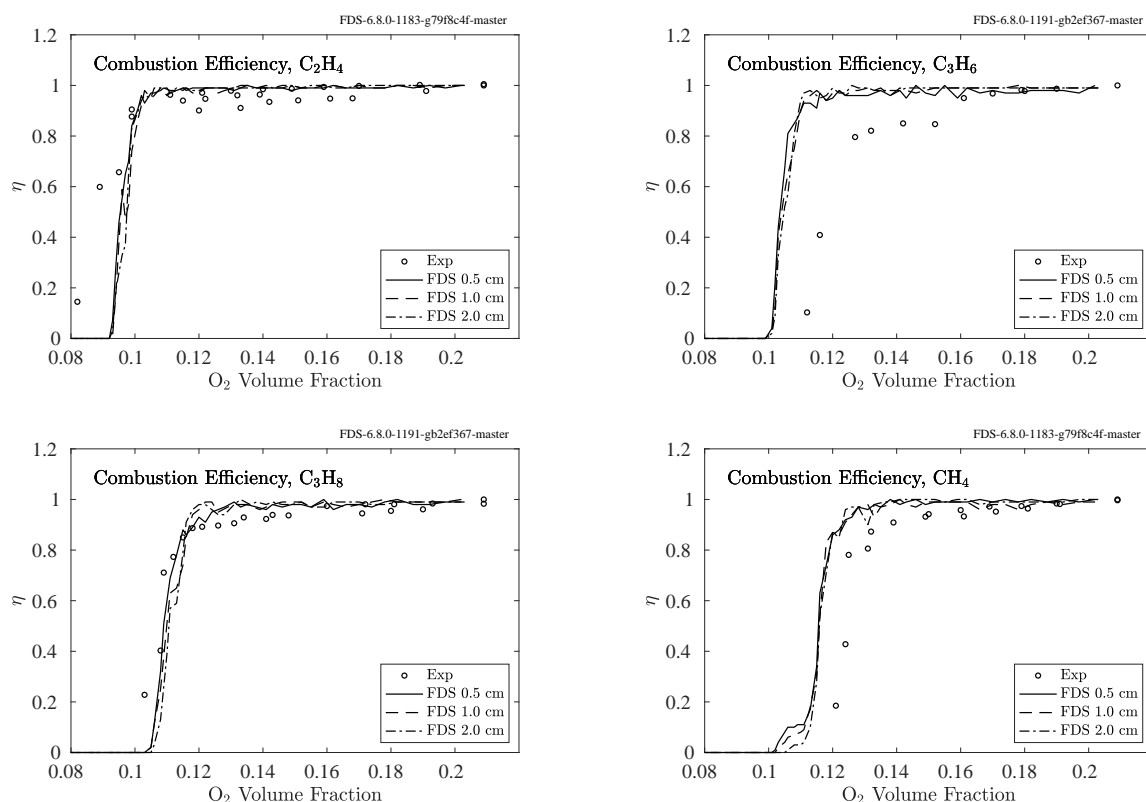 FDS-6.8.0-1183-g79f8c4f-master
Combustion Efficiency, C₂H₄
1.2
1
0.8
0.6
0.4
0.2
0
η
Exp
FDS 0.5 cm
FDS 1.0 cm
FDS 2.0 cm
0.08 0.1 0.12 0.14 0.16 0.18 0.2
O₂ Volume Fraction
FDS-6.8.0-1191-gb2ef367-master
Combustion Efficiency, C₃H₆
1.2
1
0.8
0.6
0.4
0.2
0
η
Exp
FDS 0.5 cm
FDS 1.0 cm
FDS 2.0 cm
0.08 0.1 0.12 0.14 0.16 0.18 0.2
O₂ Volume Fraction
FDS-6.8.0-1191-gb2ef367-master
Combustion Efficiency, C₃H₈
1.2
1
0.8
0.6
0.4
0.2
0
η
Exp
FDS 0.5 cm
FDS 1.0 cm
FDS 2.0 cm
0.08 0.1 0.12 0.14 0.16 0.18 0.2
O₂ Volume Fraction
FDS-6.8.0-1183-g79f8c4f-master
Combustion Efficiency, CH₄
1.2
1
0.8
0.6
0.4
0.2
0
η
Exp
FDS 0.5 cm
FDS 1.0 cm
FDS 2.0 cm
0.08 0.1 0.12 0.14 0.16 0.18 0.2
O₂ Volume Fraction